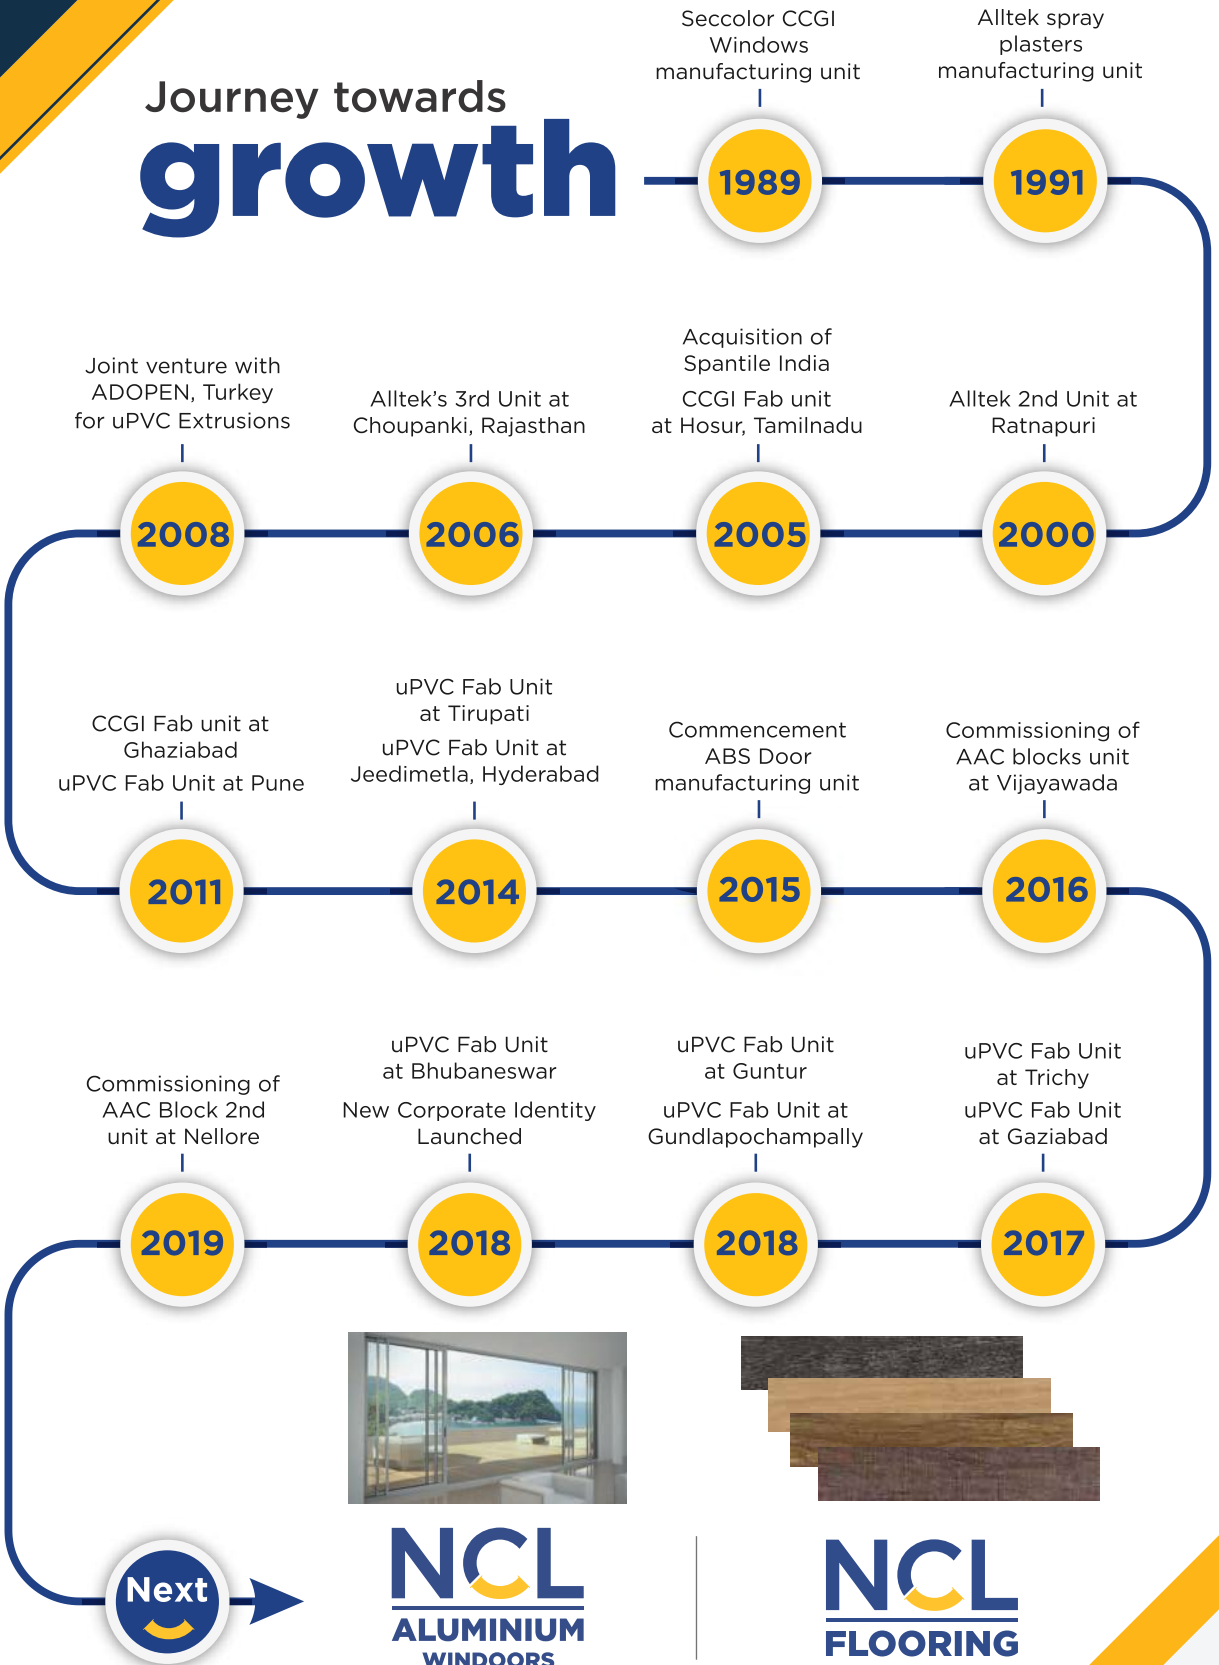 Journey towards
growth
Seccolor CCGI
Windows
manufacturing unit
1989
Alltek spray
plasters
manufacturing unit
1991
Alltek 2nd Unit at
Ratnapuri
2000
Acquisition of
Spantile India
CCGI Fab unit
at Hosur, Tamilnadu
2005
Alltek's 3rd Unit at
Choupanki, Rajasthan
2006
Joint venture with
ADOPEN, Turkey
for uPVC Extrusions
2008
CCGI Fab unit at
Ghaziabad
uPVC Fab Unit at Pune
2011
uPVC Fab Unit
at Tirupati
uPVC Fab Unit at
Jeedimetla, Hyderabad
2014
Commencement
ABS Door
manufacturing unit
2015
Commissioning of
AAC blocks unit
at Vijayawada
2016
uPVC Fab Unit
at Trichy
uPVC Fab Unit
at Gaziabad
2017
uPVC Fab Unit
at Guntur
uPVC Fab Unit at
Gundlapochampally
2018
uPVC Fab Unit
at Bhubaneswar
New Corporate Identity
Launched
2018
Commissioning of
AAC Block 2nd
unit at Nellore
2019
Next
NCL
ALUMINIUM
WINDOORS
NCL
FLOORING